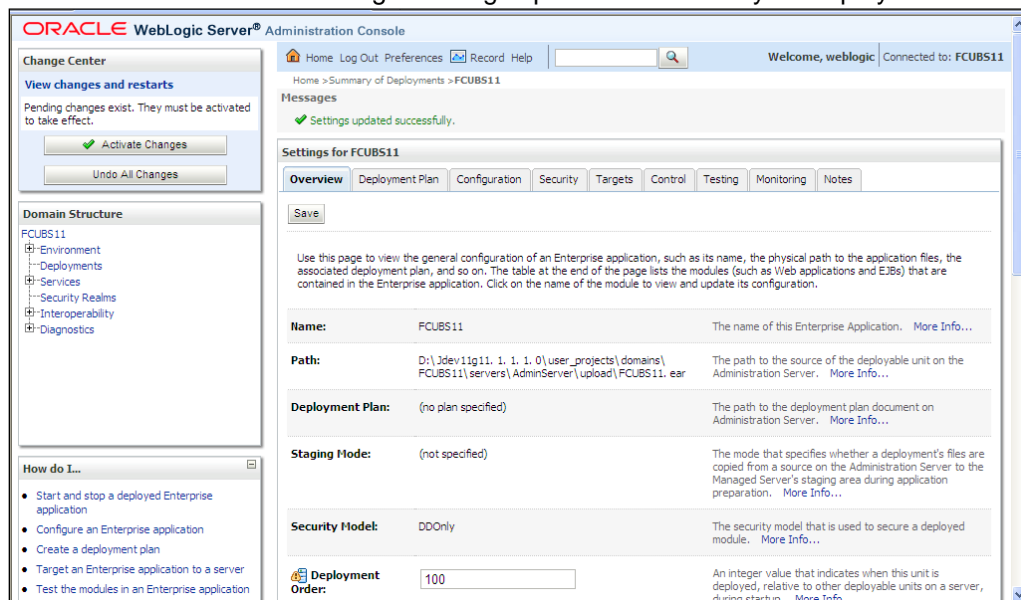 ORACLE WebLogic Server® Administration Console
Change Center
View changes and restarts
Pending changes exist. They must be activated
to take effect.
Activate Changes
Undo All Changes
Domain Structure
FCUBS11
Environment
Deployments
Services
Security Realms
Interoperability
Diagnostics
How do I...
Start and stop a deployed Enterprise
application
Configure an Enterprise application
Create a deployment plan
Target an Enterprise application to a server
Test the modules in an Enterprise application
Home Log Out Preferences Record Help
Welcome, weblogic Connected to: FCUBS11
Home >Summary of Deployments >FCUBS11
Messages
Settings updated successfully.
Settings for FCUBS11
Overview Deployment Plan Configuration Security Targets Control Testing Monitoring Notes
Save
Use this page to view the general configuration of an Enterprise application, such as its name, the physical path to the application files, the
associated deployment plan, and so on. The table at the end of the page lists the modules (such as Web applications and EJBs) that are
contained in the Enterprise application. Click on the name of the module to view and update its configuration.
Name: FCUBS11 The name of this Enterprise Application. More Info...
Path: D:\Jdev11g11. 1. 1. 1. 0\user_projects\domains\ The path to the source of the deployable unit on the
FCUBS11\servers\AdminServer\upload\FCUBS11. ear Administration Server. More Info...
Deployment Plan: (no plan specified) The path to the deployment plan document on
Administration Server. More Info...
Staging Mode: (not specified) The mode that specifies whether a deployment's files are
copied from a source on the Administration Server to the
Managed Server's staging area during application
preparation. More Info...
Security Model: DDOnly The security model that is used to secure a deployed
module. More Info...
Deployment 100 An integer value that indicates when this unit is
Order: deployed, relative to other deployable units on a server,
during startup. More Info